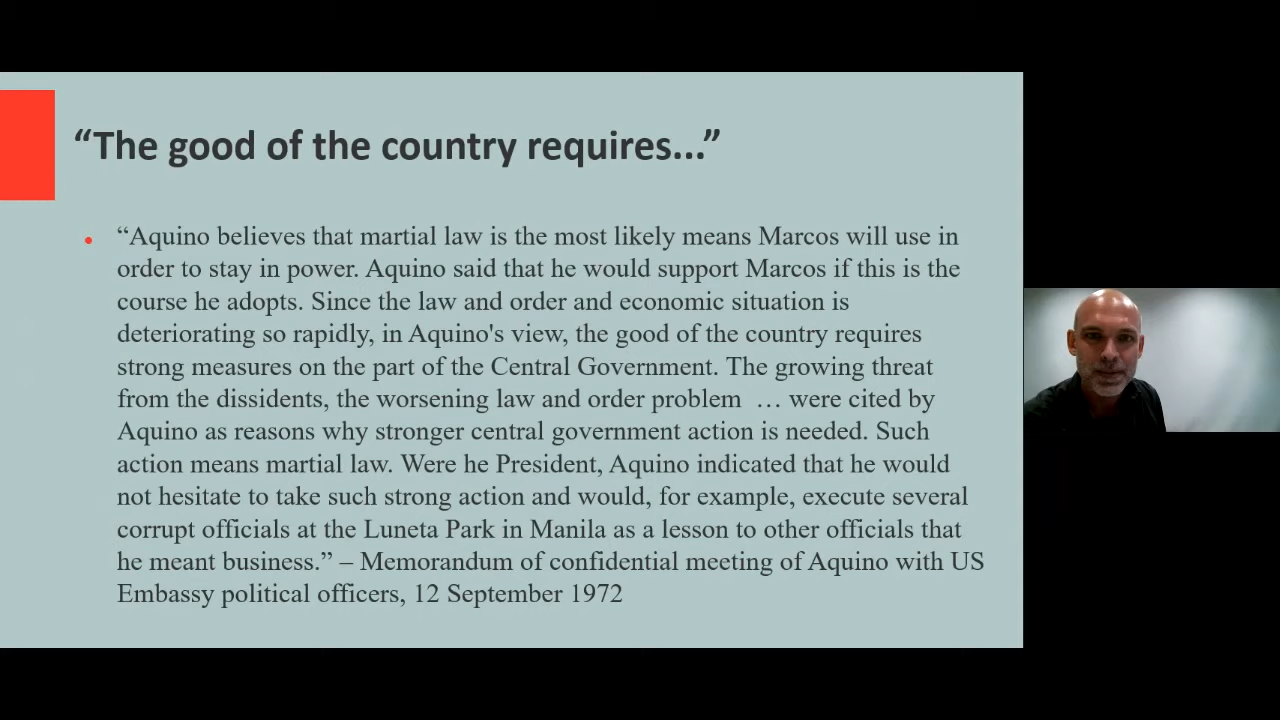 “The good of the country requires...”
“Aquino believes that martial law is the most likely means Marcos will use in
order to stay in power. Aquino said that he would support Marcos if this is the
course he adopts. Since the law and order and economic situation is
deteriorating so rapidly, in Aquino's view, the good of the country requires
strong measures on the part of the Central Government. The growing threat
from the dissidents, the worsening law and order problem  … were cited by
Aquino as reasons why stronger central government action is needed. Such
action means martial law. Were he President, Aquino indicated that he would
not hesitate to take such strong action and would, for example, execute several
corrupt officials at the Luneta Park in Manila as a lesson to other officials that
he meant business.” – Memorandum of confidential meeting of Aquino with US
Embassy political officers, 12 September 1972